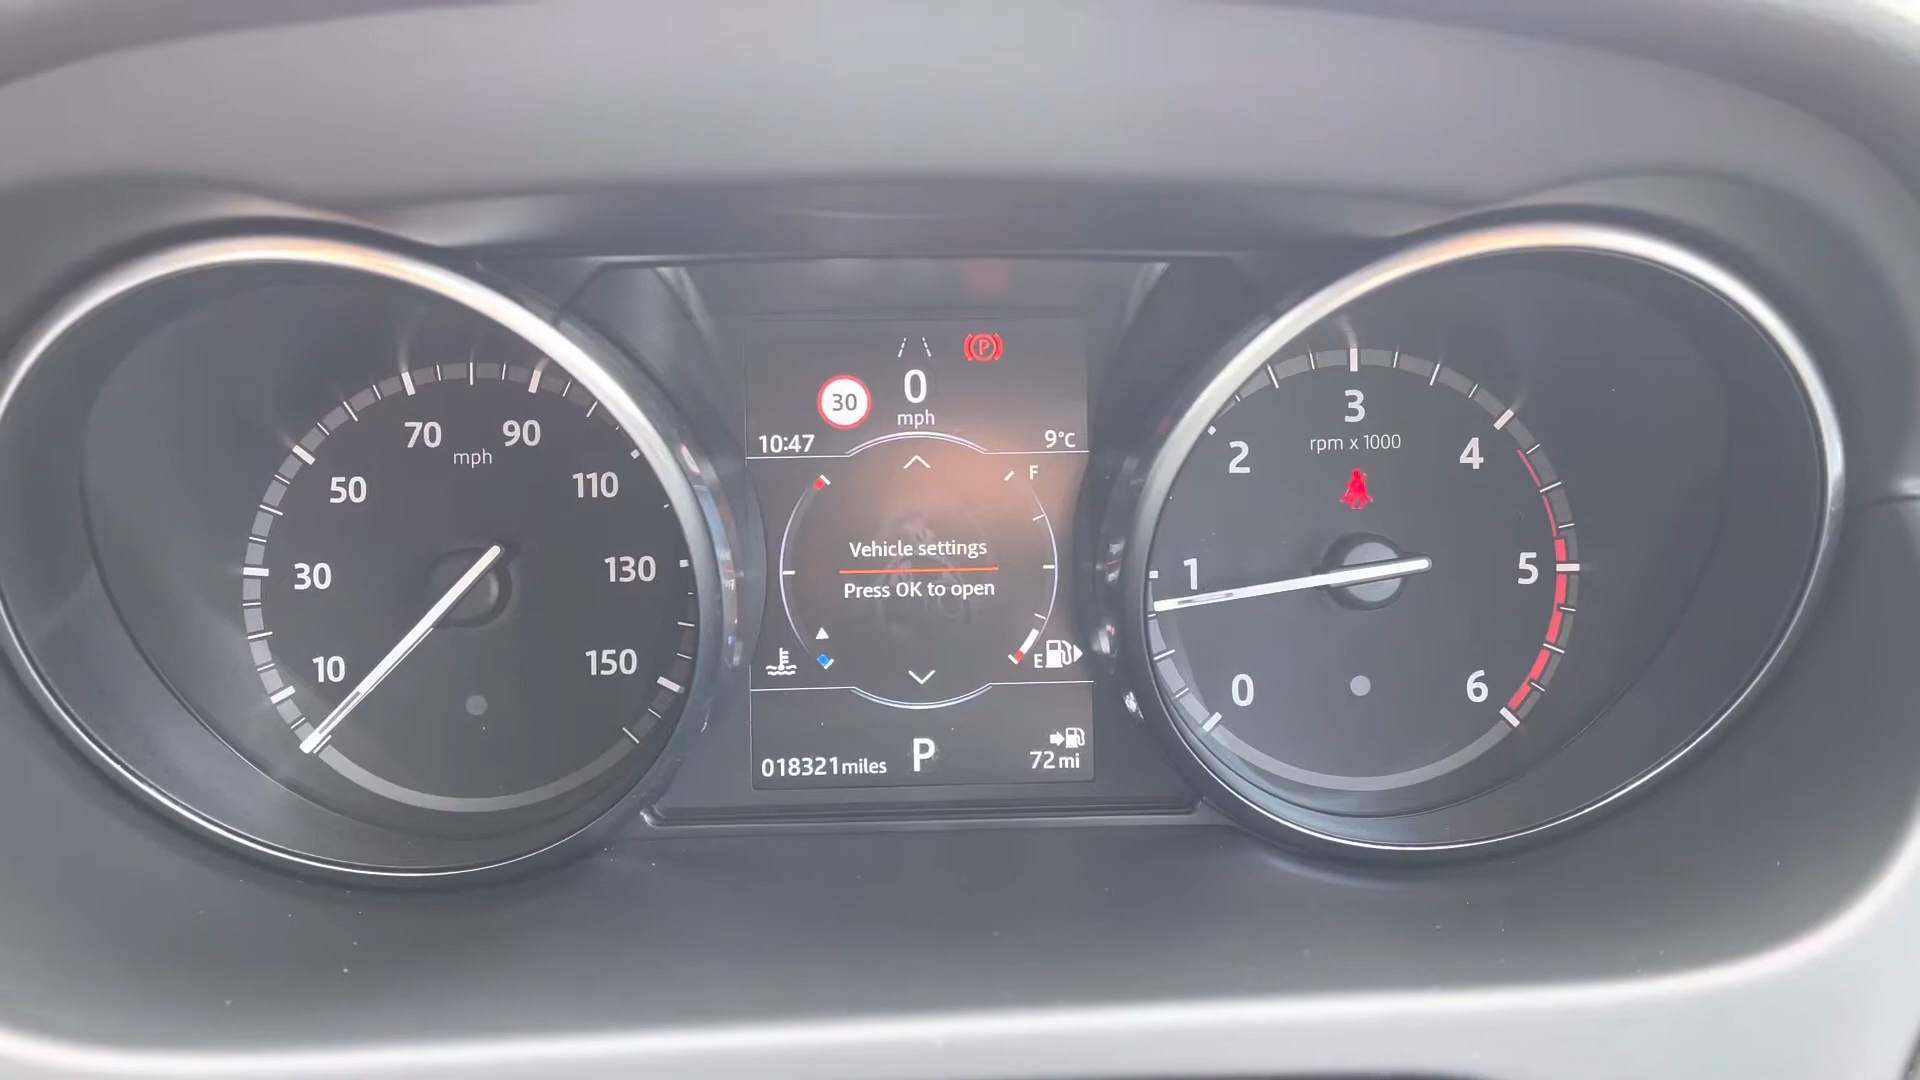 70 90
mph
50 110
30 130
10 150
30 0
mph
10:47 9°C
F
Vehicle settings
Press OK to open
E
018321miles P 72mi
3
rpm x 1000
2 4
1 5
0 6
P